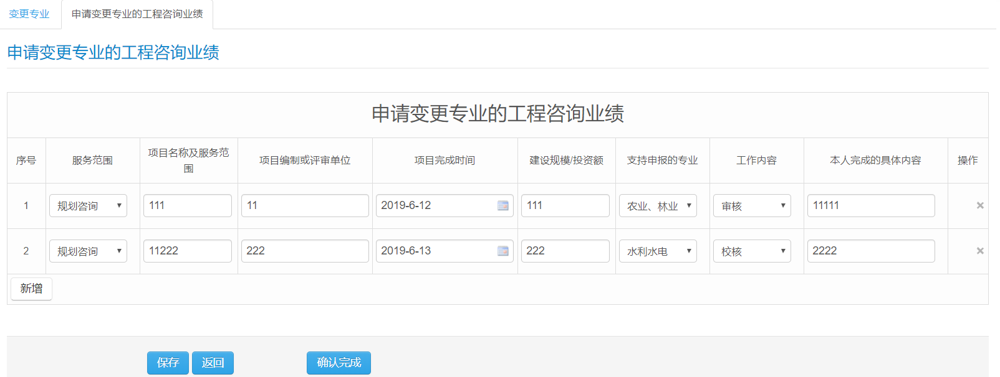 变更专业
申请变更专业的工程咨询业绩
申请变更专业的工程咨询业绩
申请变更专业的工程咨询业绩
序号
服务范围
项目名称及服务范
围
项目编制或评审单位
项目完成时间
建设规模/投资额
支持申报的专业
工作内容
本人完成的具体内容
操作
1
规划咨询
111
11
2019-6-12
111
农业、林业
审核
11111
2
规划咨询
11222
222
2019-6-13
222
水利水电
校核
2222
新增
保存
返回
确认完成